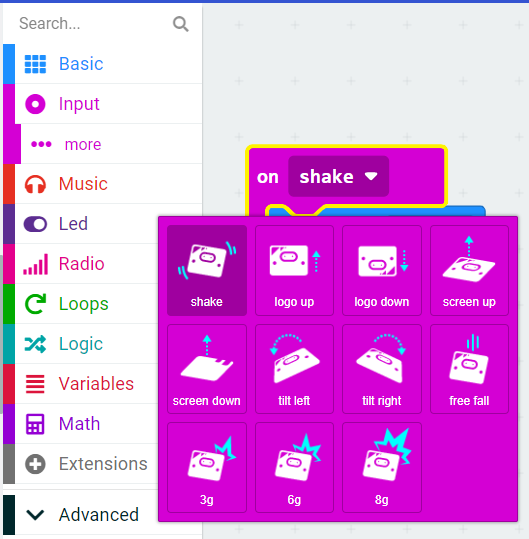 Search...
Basic
Input
more
Music
Led
Radio
Loops
Logic
Variables
Math
Extensions
Advanced
on shake
shake
logo up
logo down
screen up
screen down
tilt left
tilt right
free fall
3g
6g
8g